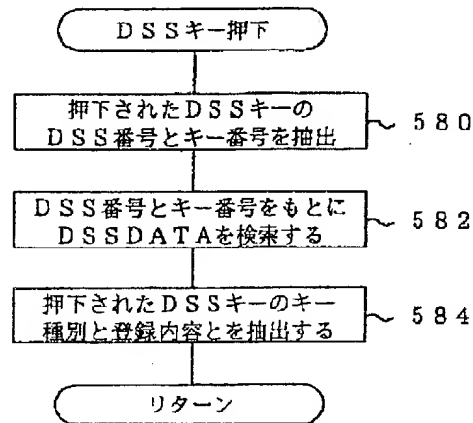 DSSキー押下
押下されたDSSキーの
DSS番号とキー番号を抽出
580
DSS番号とキー番号をもとに
DSSDATAを検索する
582
押下されたDSSキーのキー
種別と登録内容とを抽出する
584
リターン